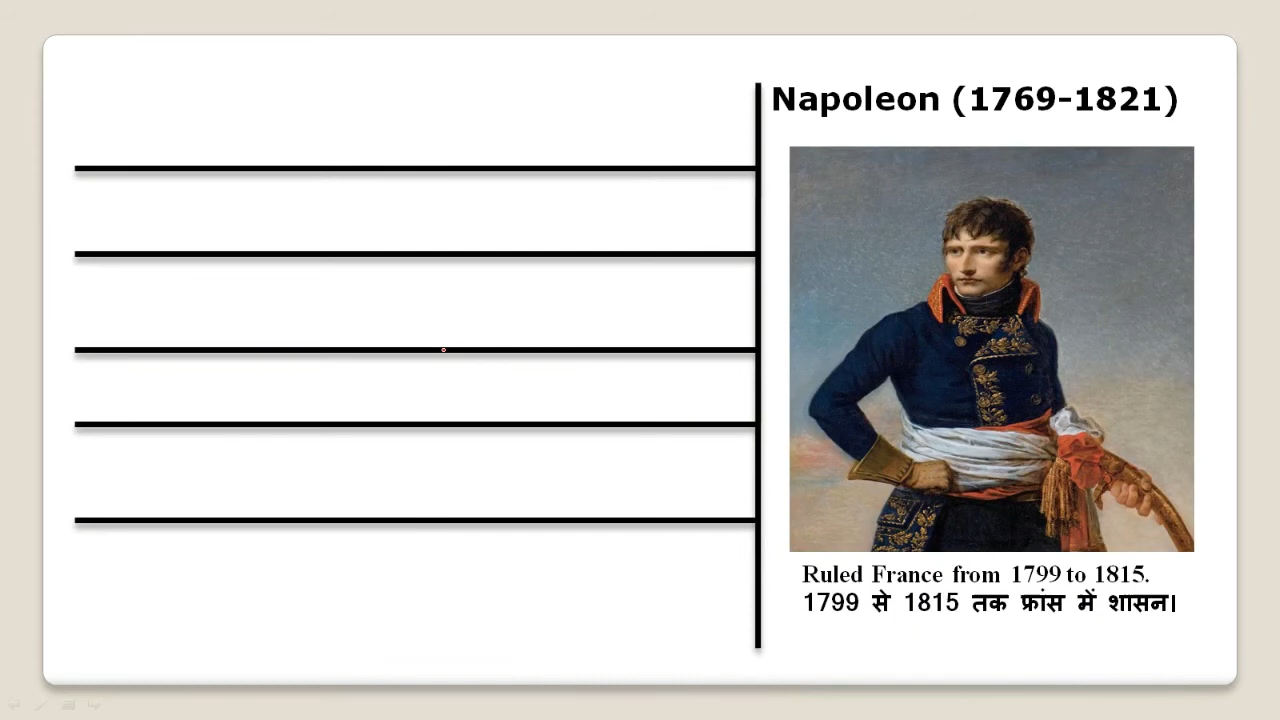 Napoleon (1769-1821)
Ruled France from 1799 to 1815.
1799 से 1815 तक फ्रांस में शासन।